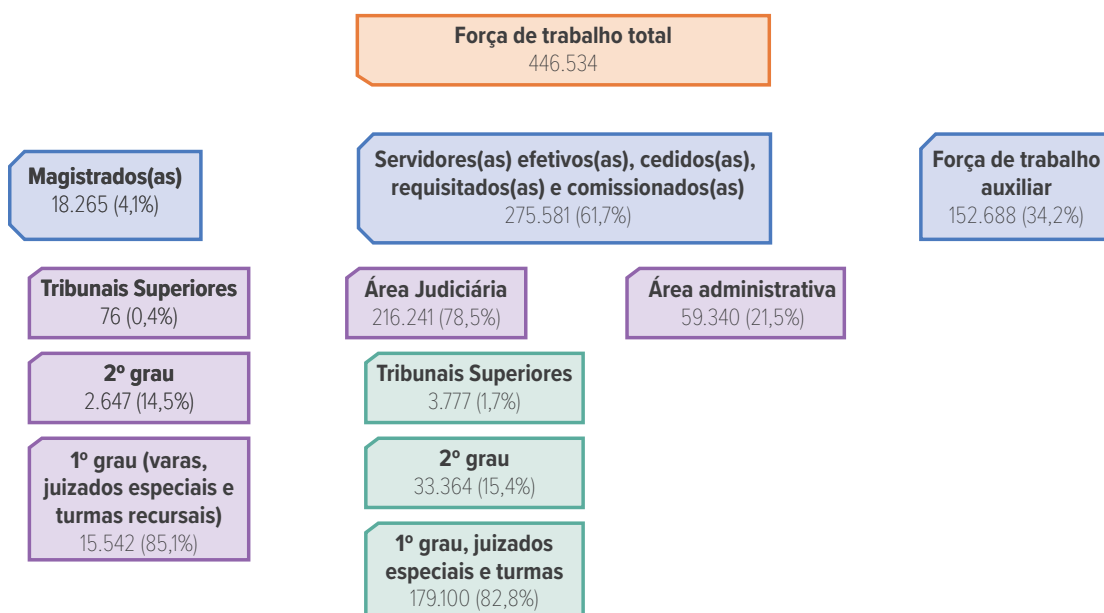 Força de trabalho total
446.534
Magistrados(as)
18.265 (4,1%)
Servidores(as) efetivos(as), cedidos(as),
requisitados(as) e comissionados(as)
275.581 (61,7%)
Força de trabalho
auxiliar
152.688 (34,2%)
Tribunais Superiores
76 (0,4%)
2º grau
2.647 (14,5%)
1º grau (varas,
juizados especiais e
turmas recursais)
15.542 (85,1%)
Área Judiciária
216.241 (78,5%)
Área administrativa
59.340 (21,5%)
Tribunais Superiores
3.777 (1,7%)
2º grau
33.364 (15,4%)
1º grau, juizados
especiais e turmas
179.100 (82,8%)